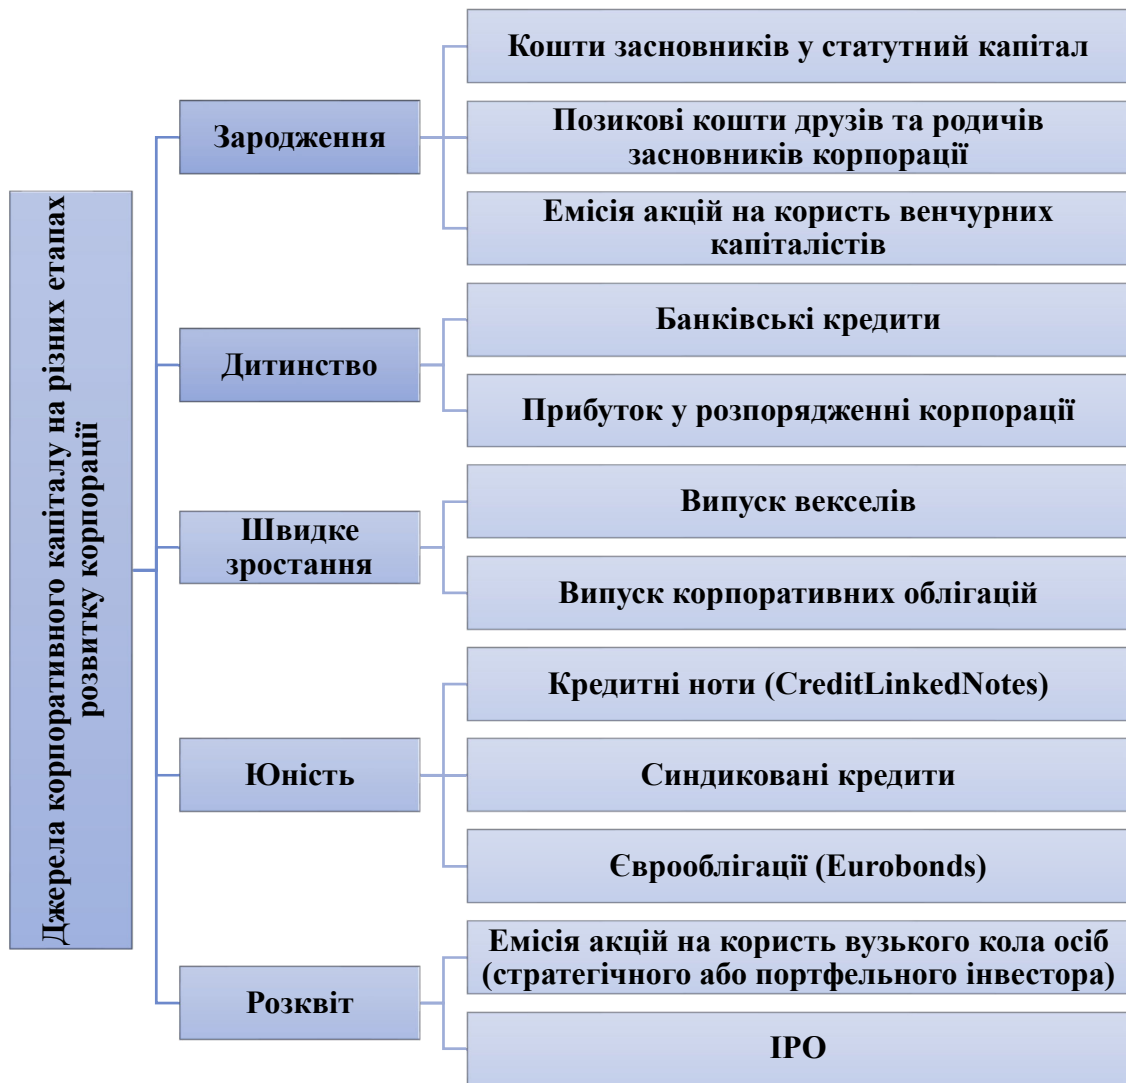 Джерела корпоративного капіталу на різних етапах
розвитку корпорації
Зародження
Кошти засновників у статутний капітал
Позикові кошти друзів та родичів
засновників корпорації
Емісія акцій на користь венчурних
капіталістів
Дитинство
Банківські кредити
Прибуток у розпорядженні корпорації
Швидке
зростання
Випуск векселів
Випуск корпоративних облігацій
Юність
Кредитні ноти (CreditLinkedNotes)
Синдиковані кредити
Єврооблігації (Eurobonds)
Розквіт
Емісія акцій на користь вузького кола осіб
(стратегічного або портфельного інвестора)
IPO